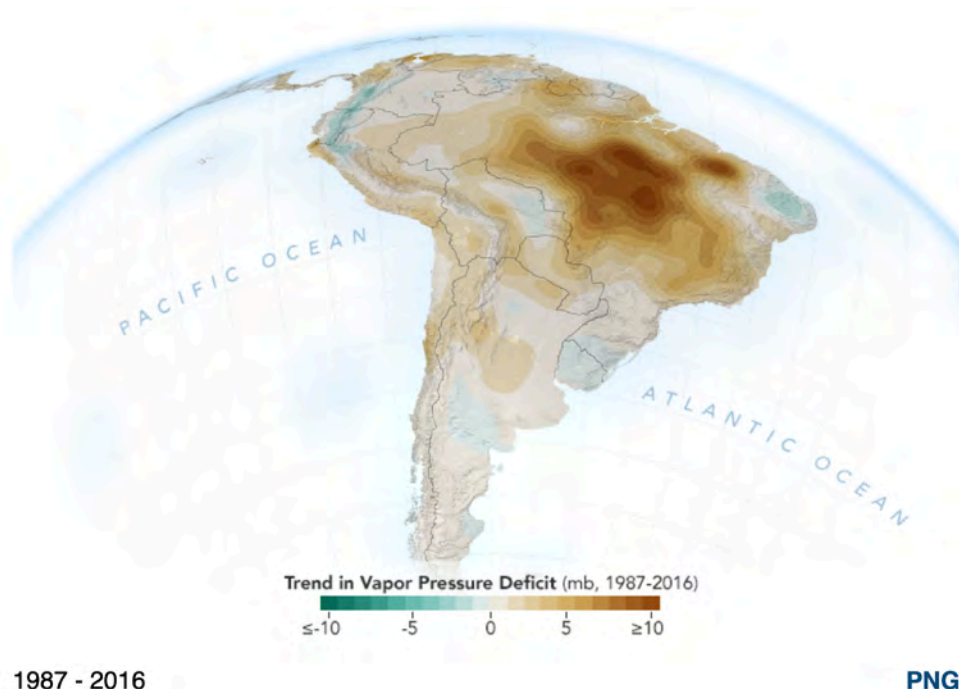 PACIFIC OCEAN
ATLANTIC OCEAN
Trend in Vapor Pressure Deficit (mb, 1987-2016)
≤-10 -5 0 5 ≥10
1987 - 2016 PNG